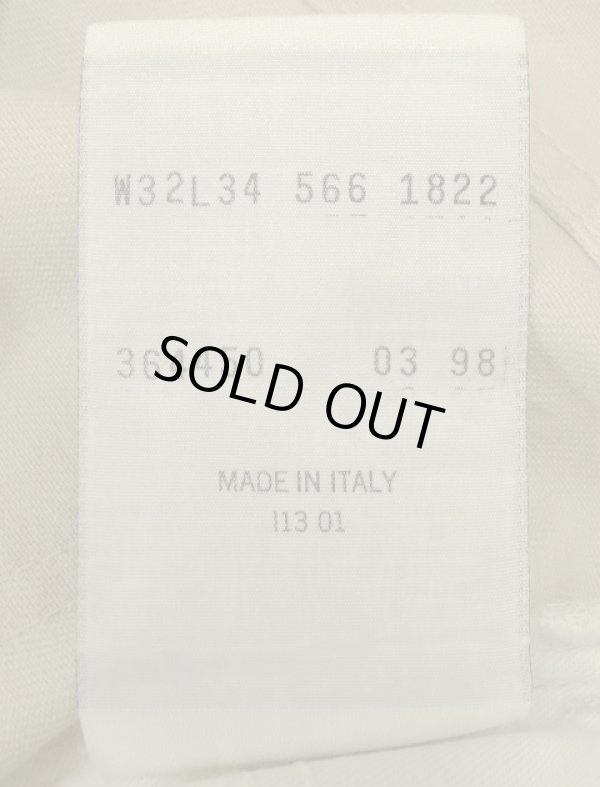 W32L34 566 1822
03 98
SOLD OUT
MADE IN ITALY
I13 01